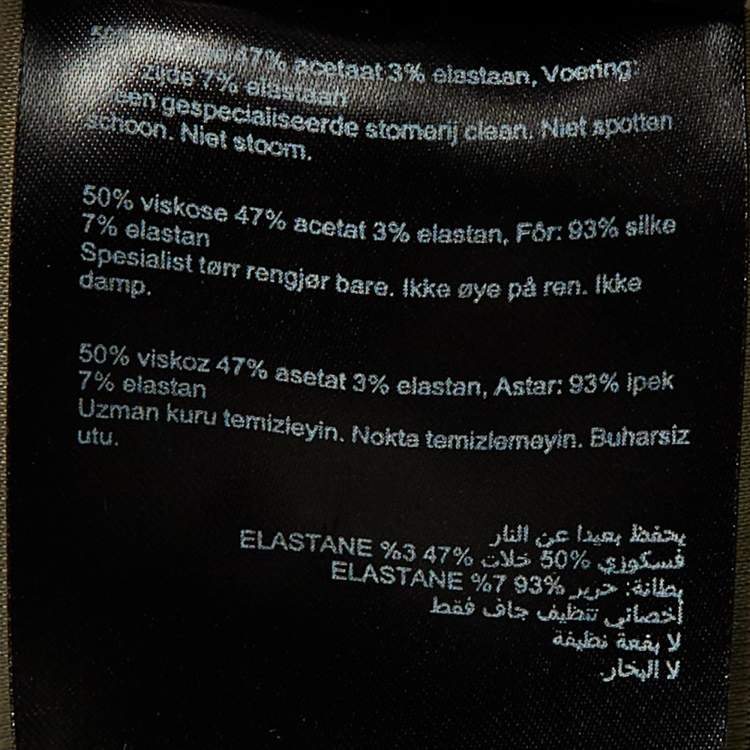 47% acetaat 3% elastaan, Voering:
zijde 7% elastaan
een gespecialiseerde stomerij clean. Niet spotten
schoon. Niet stoom.
50% viskose 47% acetat 3% elastan, Fôr: 93% silke
7% elastan
Spesialist tørr rengjør bare. Ikke øye på ren. Ikke
damp.
50% viskoz 47% asetat 3% elastan, Astar: 93% ipek
7% elastan
Uzman kuru temizleyin. Nokta temizlemeyin. Buharsiz
utu.
يحفظ بعيدا عن النار
فسكوزي 50% خلات 47% 3% ELASTANE
بطانة: حرير 93% 7% ELASTANE
أخصائي تنظيف جاف فقط
لا بقعة نظيفة
لا البخار.